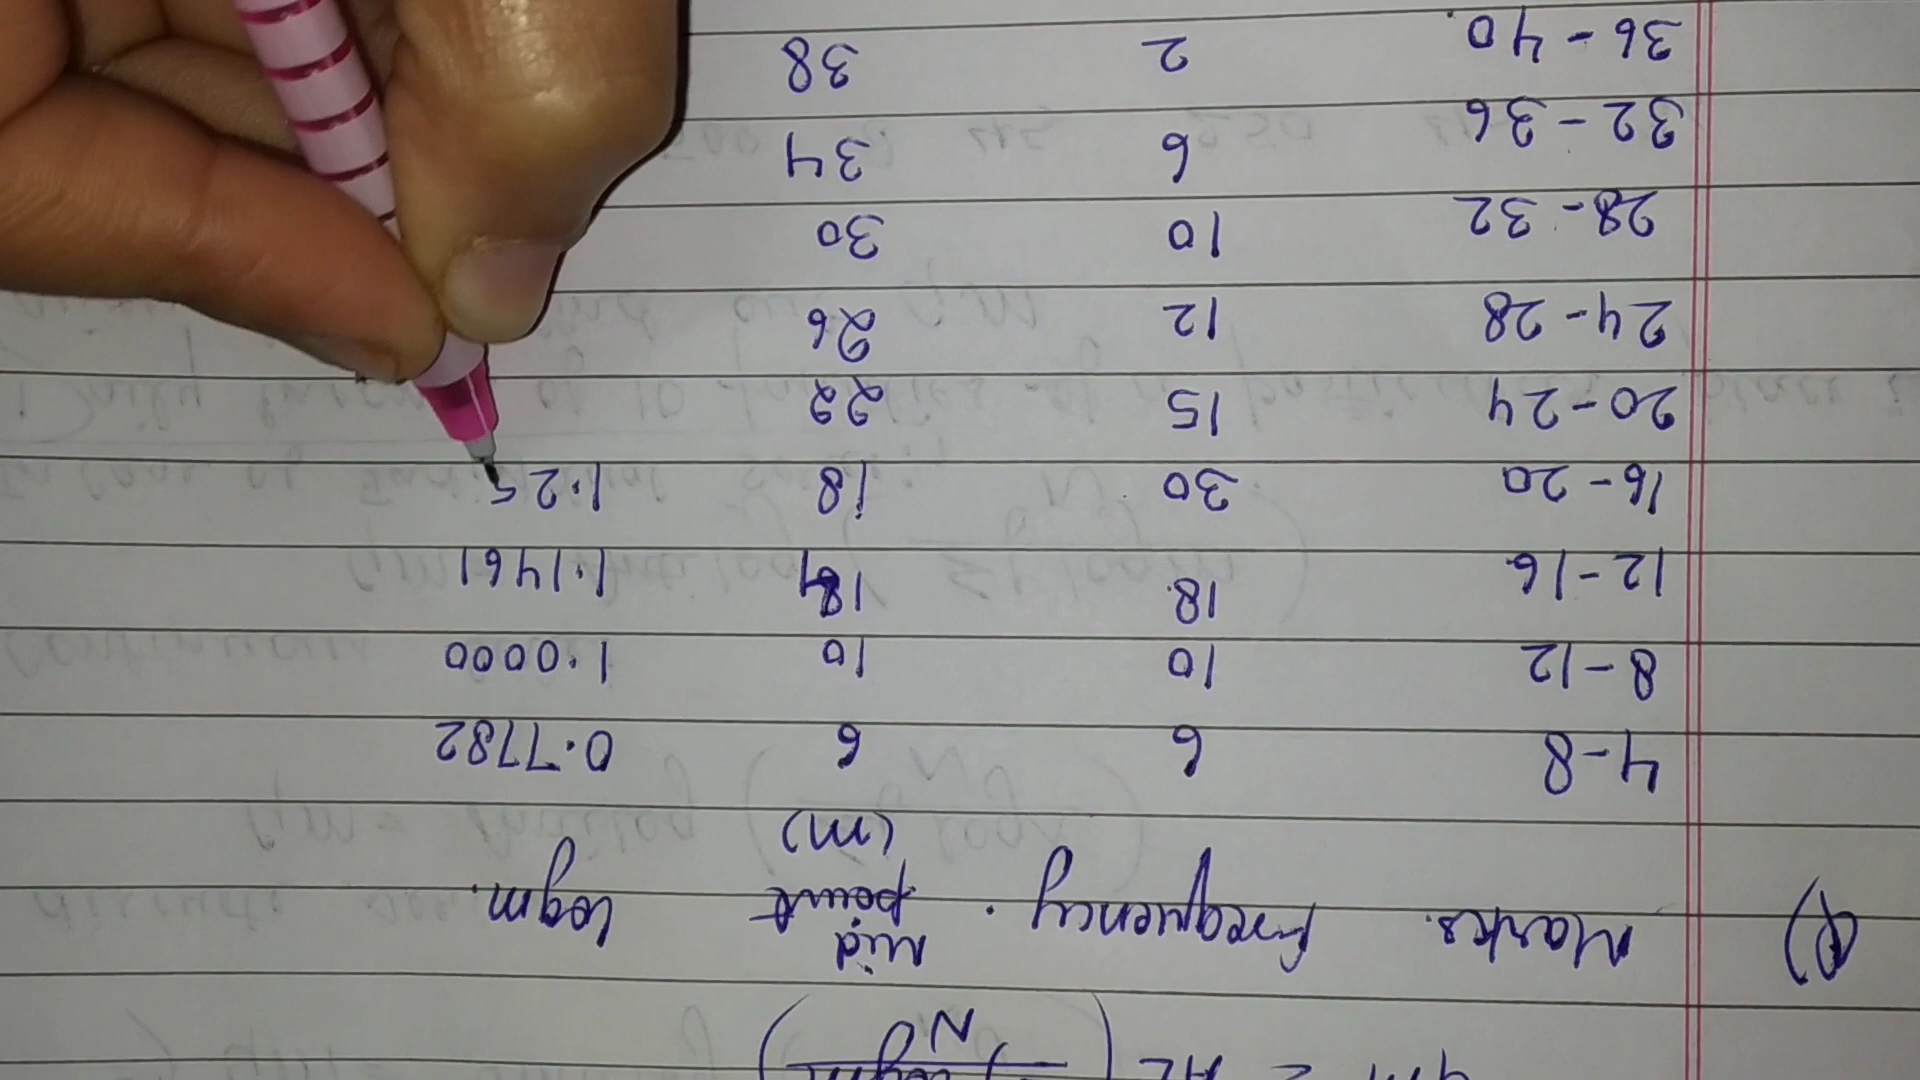 GM = AL ( logm / N )
Q) Marks. frequency. Mid point (m) logm.
4-8 6 6 0.7782
8-12 10 10 1.0000
12-16 18 14 1.1461
16-20 30 18 1.25
20-24 15 22
24-28 12 26
28-32 10 30
32-36 6 34
36-40 2 38